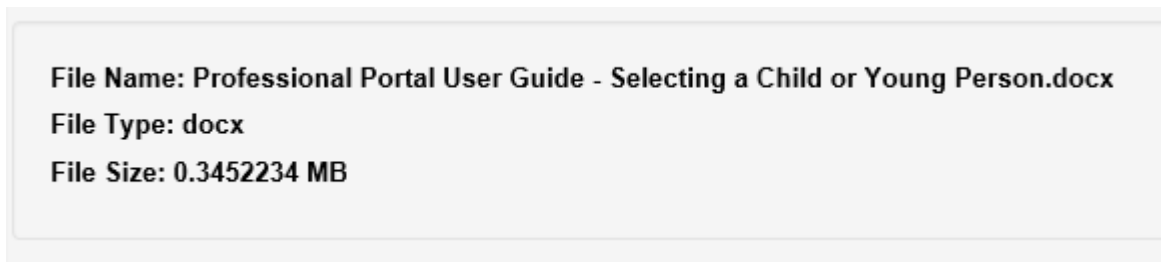 File Name: Professional Portal User Guide - Selecting a Child or Young Person.docx
File Type: docx
File Size: 0.3452234 MB